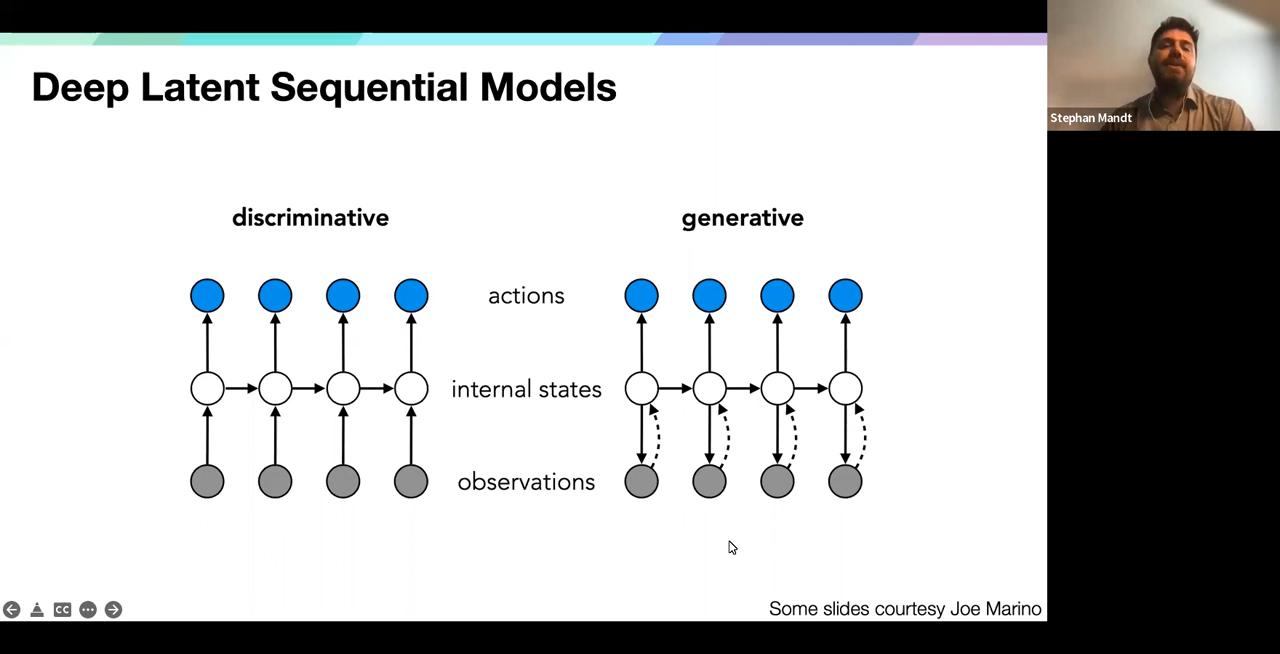 Deep Latent Sequential Models
Stephan Mandt
discriminative
generative
actions
internal states
observations
CC
Some slides courtesy Joe Marino